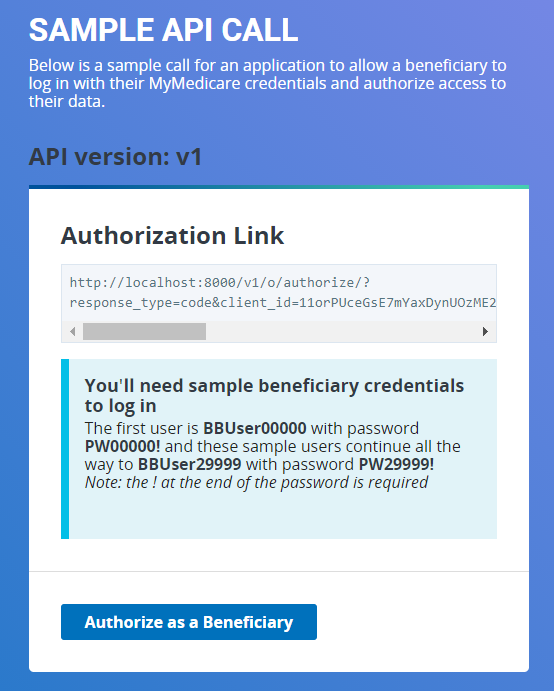 SAMPLE API CALL
Below is a sample call for an application to allow a beneficiary to
log in with their MyMedicare credentials and authorize access to
their data.
API version: v1
Authorization Link
http://localhost:8000/v1/o/authorize/?
response_type=code&client_id=11orPUceGsE7mYaxDynUOzME2
You'll need sample beneficiary credentials
to log in
The first user is BBUser00000 with password
PW00000! and these sample users continue all the
way to BBUser29999 with password PW29999!
Note: the ! at the end of the password is required
Authorize as a Beneficiary